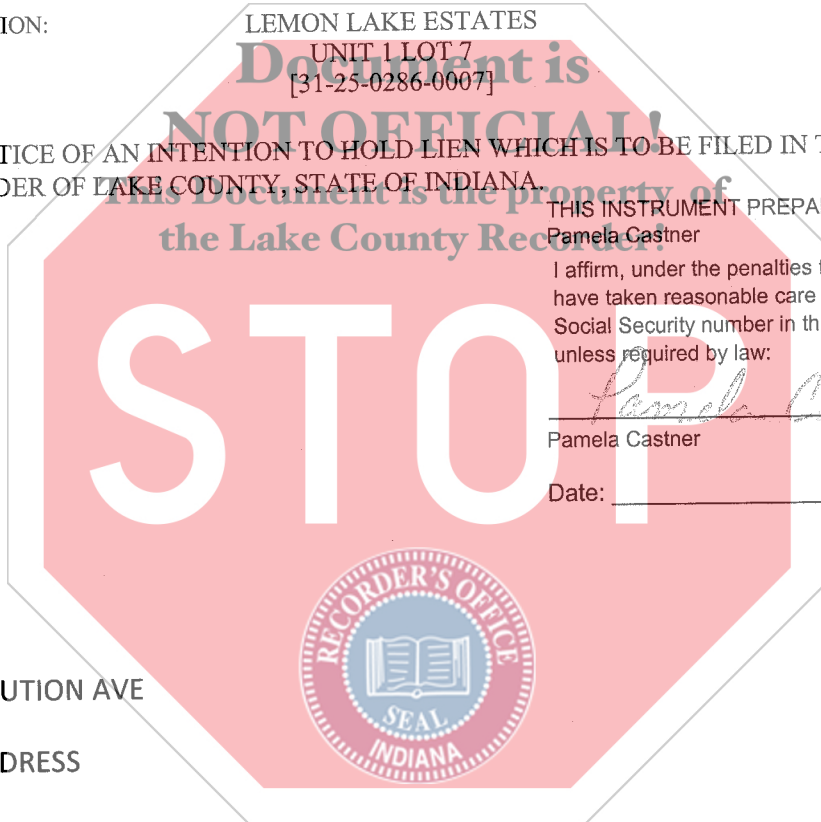 ION:
LEMON LAKE ESTATES
UNIT 1 LOT 7
[31-25-0286-0007]
Document is
NOT OFFICIAL!
TICE OF AN INTENTION TO HOLD LIEN WHICH IS TO BE FILED IN T
DER OF LAKE COUNTY, STATE OF INDIANA.
This Document is the property of
the Lake County Recorder!
THIS INSTRUMENT PREPA
Pamela Castner
I affirm, under the penalties f
have taken reasonable care
Social Security number in th
unless required by law:
Pamela C
Pamela Castner
Date:
STOP
RECORDER'S OFFICE
SEAL
INDIANA
UTION AVE
DRESS